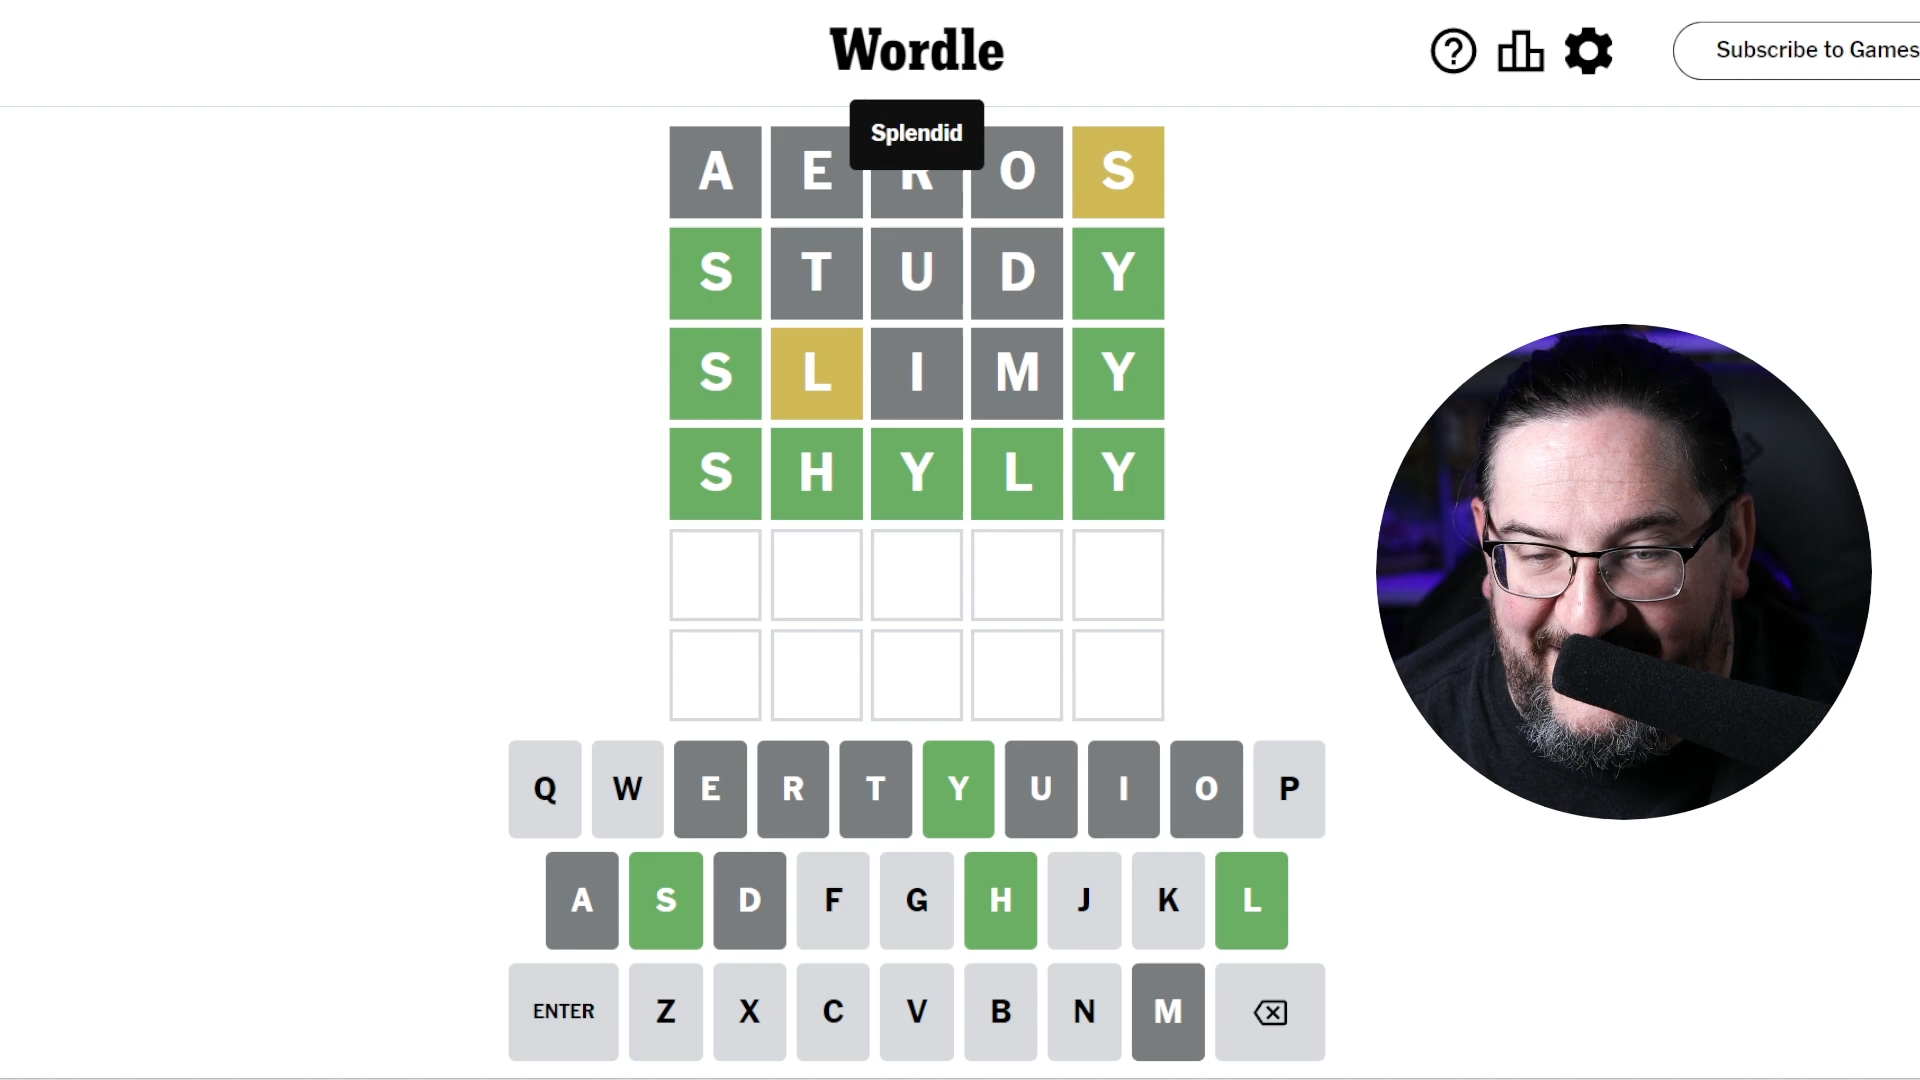 Wordle
Subscribe to Games
Splendid
A E R O S
S T U D Y
S L I M Y
S H Y L Y
Q W E R T Y U I O P
A S D F G H J K L
ENTER Z X C V B N M